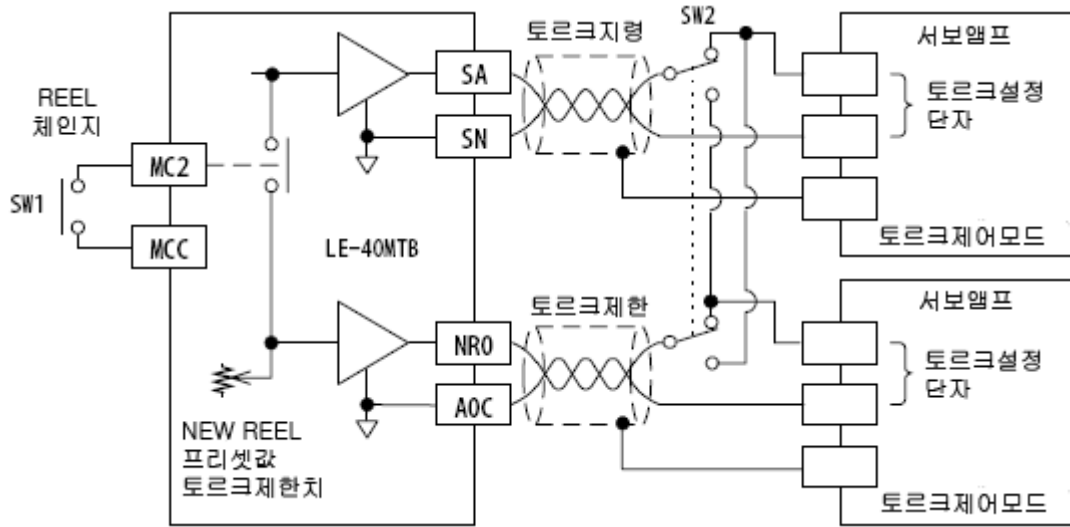 SW2
토르크지령
서보앰프
SA
토르크설정
단자
REEL
체인지
SN
MC2
SW1
토르크제어모드
MCC
LE-40MTB
토르크제한
서보앰프
NRO
토르크설정
단자
AOC
NEW REEL
프리셋값
토르크제한치
토르크제어모드